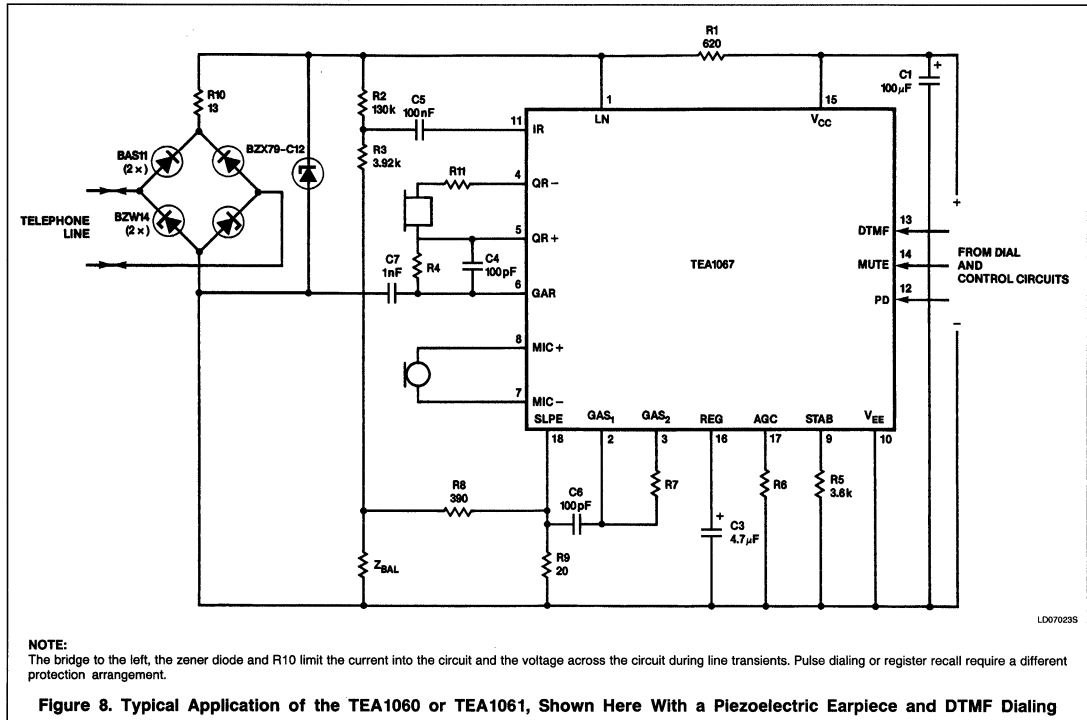 R1
620
R10
13
R2
130k
C5
100nF
1
LN
15
VCC
C1
100μF
+
11
IR
BAS11
(2×)
BZX79–C12
R3
3.92k
R11
4
QR –
BZW14
(2×)
TELEPHONE
LINE
5
QR +
C7
1nF
R4
C4
100pF
6
GAR
TEA1067
+
13
DTMF
14
MUTE
12
PD
FROM DIAL
AND
CONTROL CIRCUITS
–
8
MIC +
7
MIC –
SLPE
GAS1
GAS2
REG
AGC
STAB
VEE
18
2
3
16
17
9
10
R8
390
C6
100pF
R7
+
C3
4.7μF
R6
R5
3.6k
ZBAL
R9
20
LD07023S
NOTE:
The bridge to the left, the zener diode and R10 limit the current into the circuit and the voltage across the circuit during line transients. Pulse dialing or register recall require a different
protection arrangement.
Figure 8. Typical Application of the TEA1060 or TEA1061, Shown Here With a Piezoelectric Earpiece and DTMF Dialing